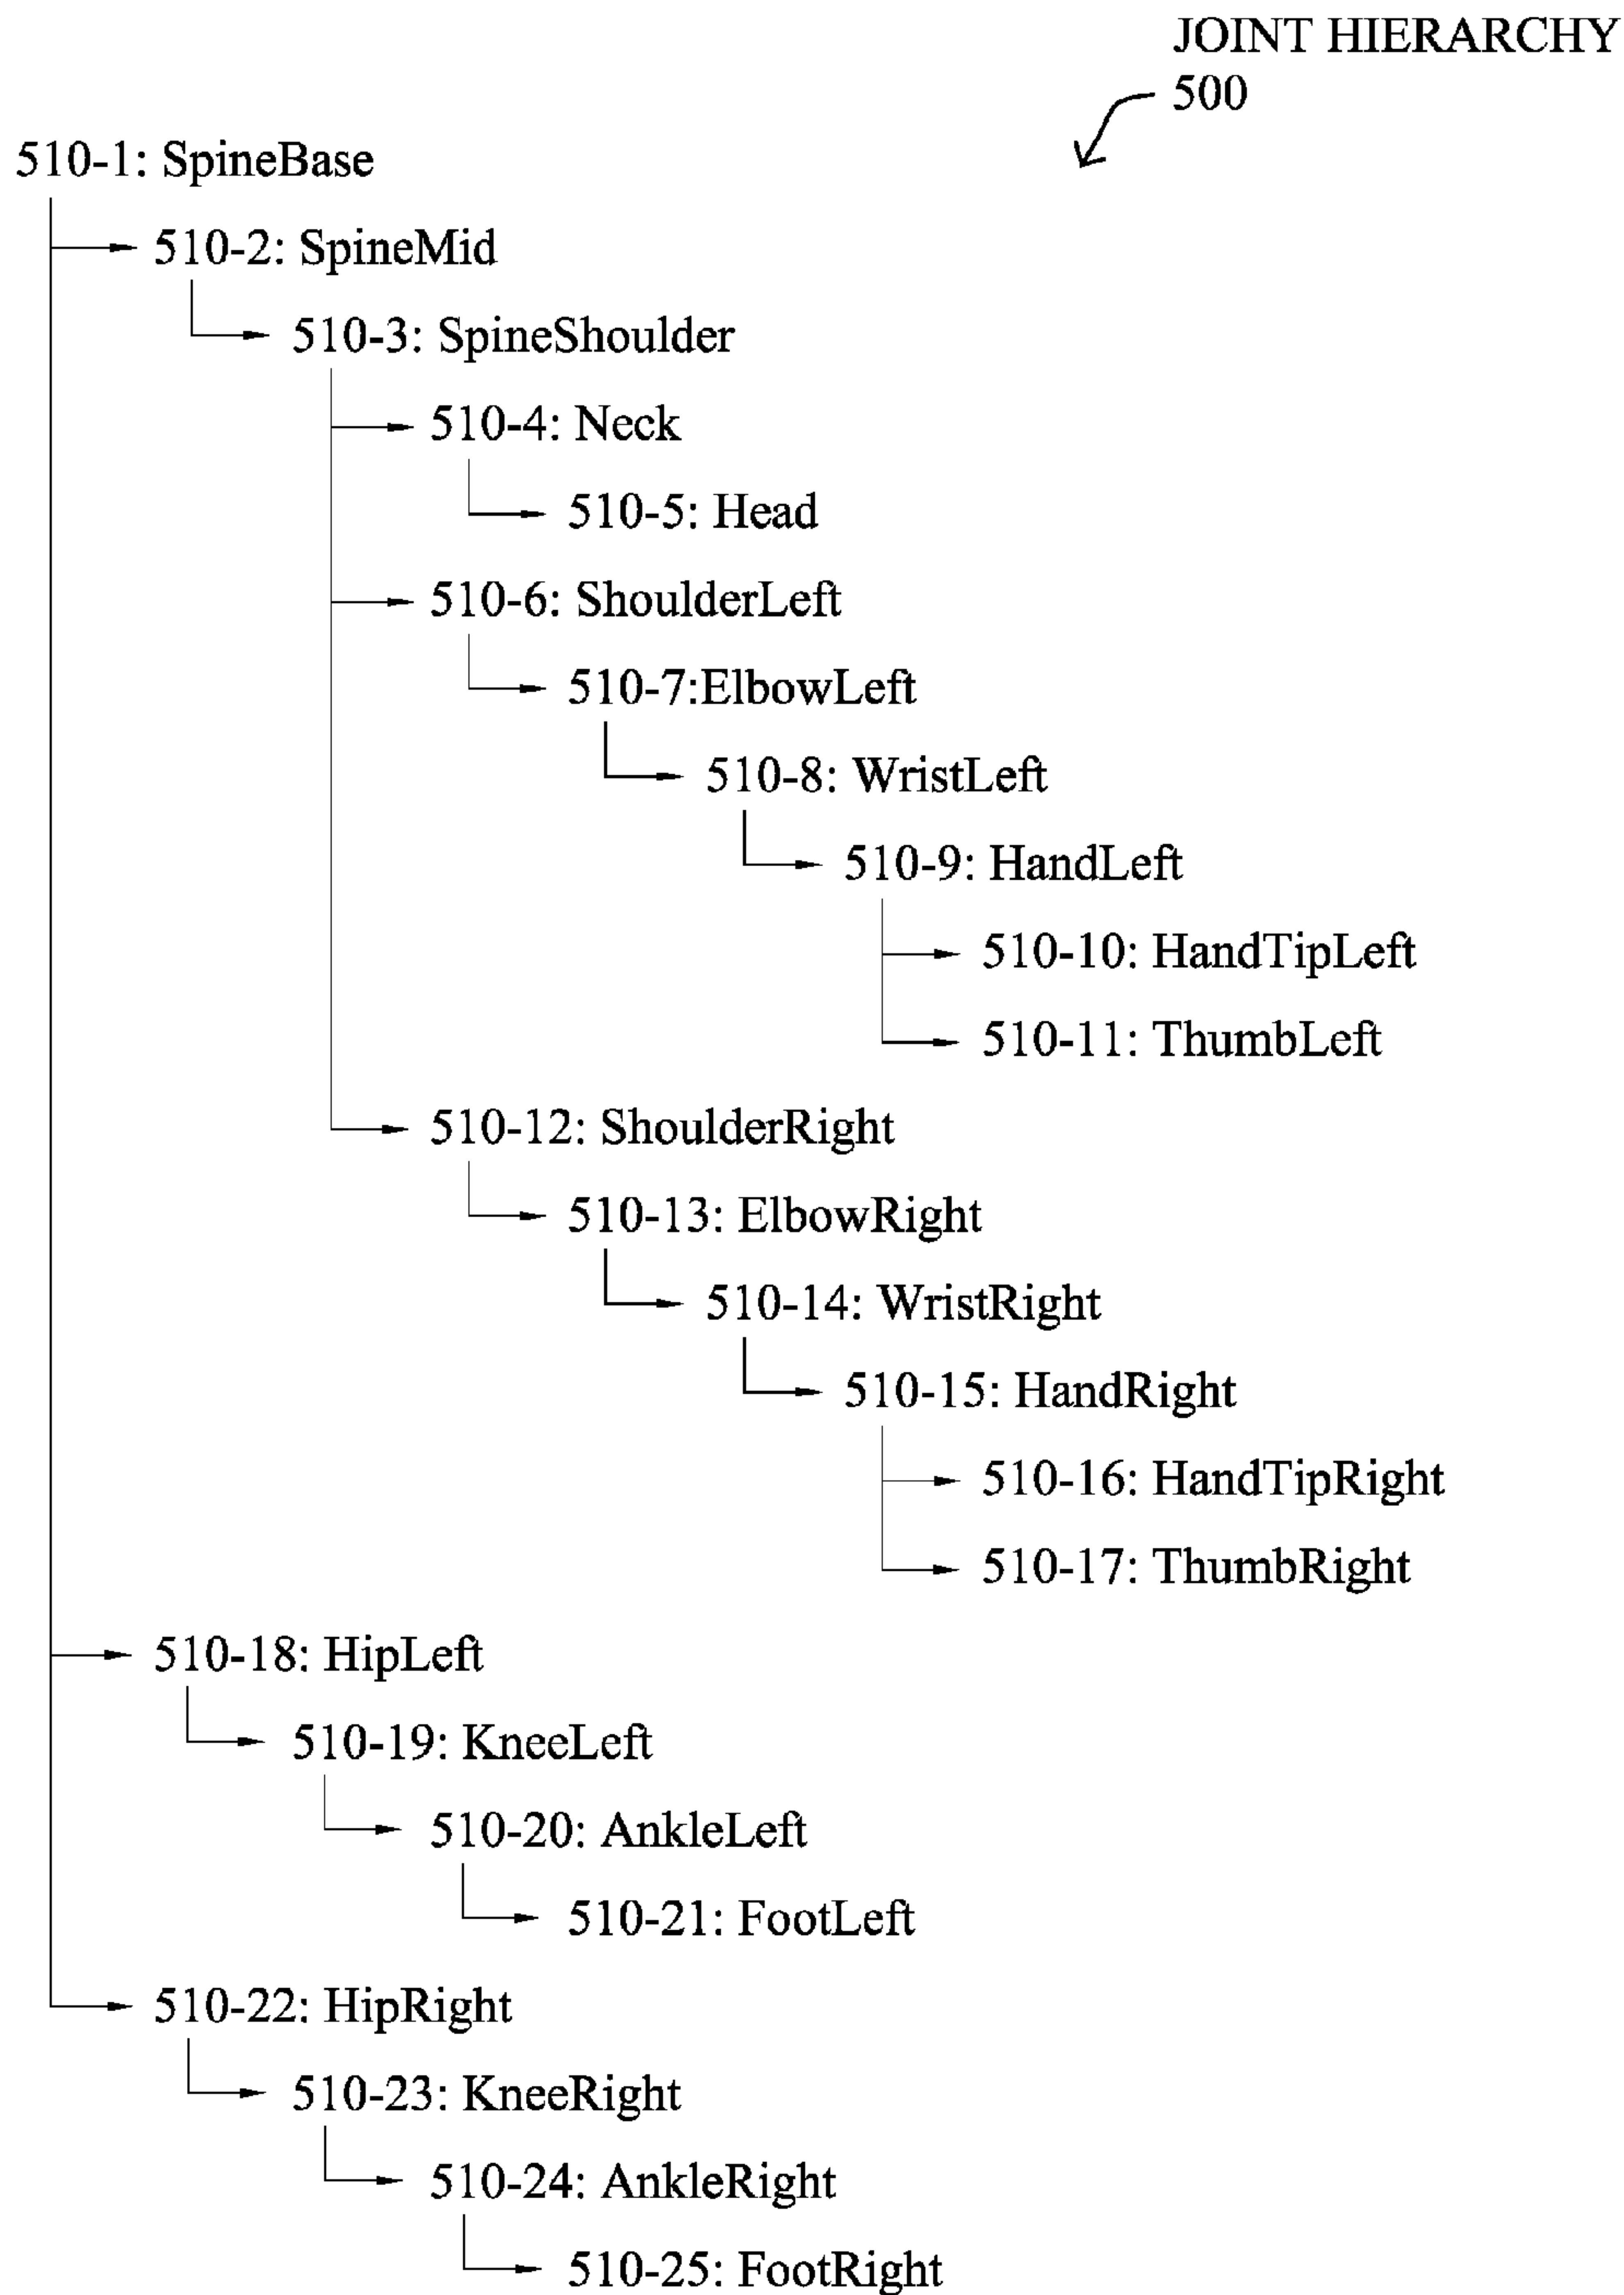 JOINT HIERARCHY
500
510-1: SpineBase
510-2: SpineMid
510-3: SpineShoulder
510-4: Neck
510-5: Head
510-6: ShoulderLeft
510-7:ElbowLeft
510-8: WristLeft
510-9: HandLeft
510-10: HandTipLeft
510-11: ThumbLeft
510-12: ShoulderRight
510-13: ElbowRight
510-14: WristRight
510-15: HandRight
510-16: HandTipRight
510-17: ThumbRight
510-18: HipLeft
510-19: KneeLeft
510-20: AnkleLeft
510-21: FootLeft
510-22: HipRight
510-23: KneeRight
510-24: AnkleRight
510-25: FootRight